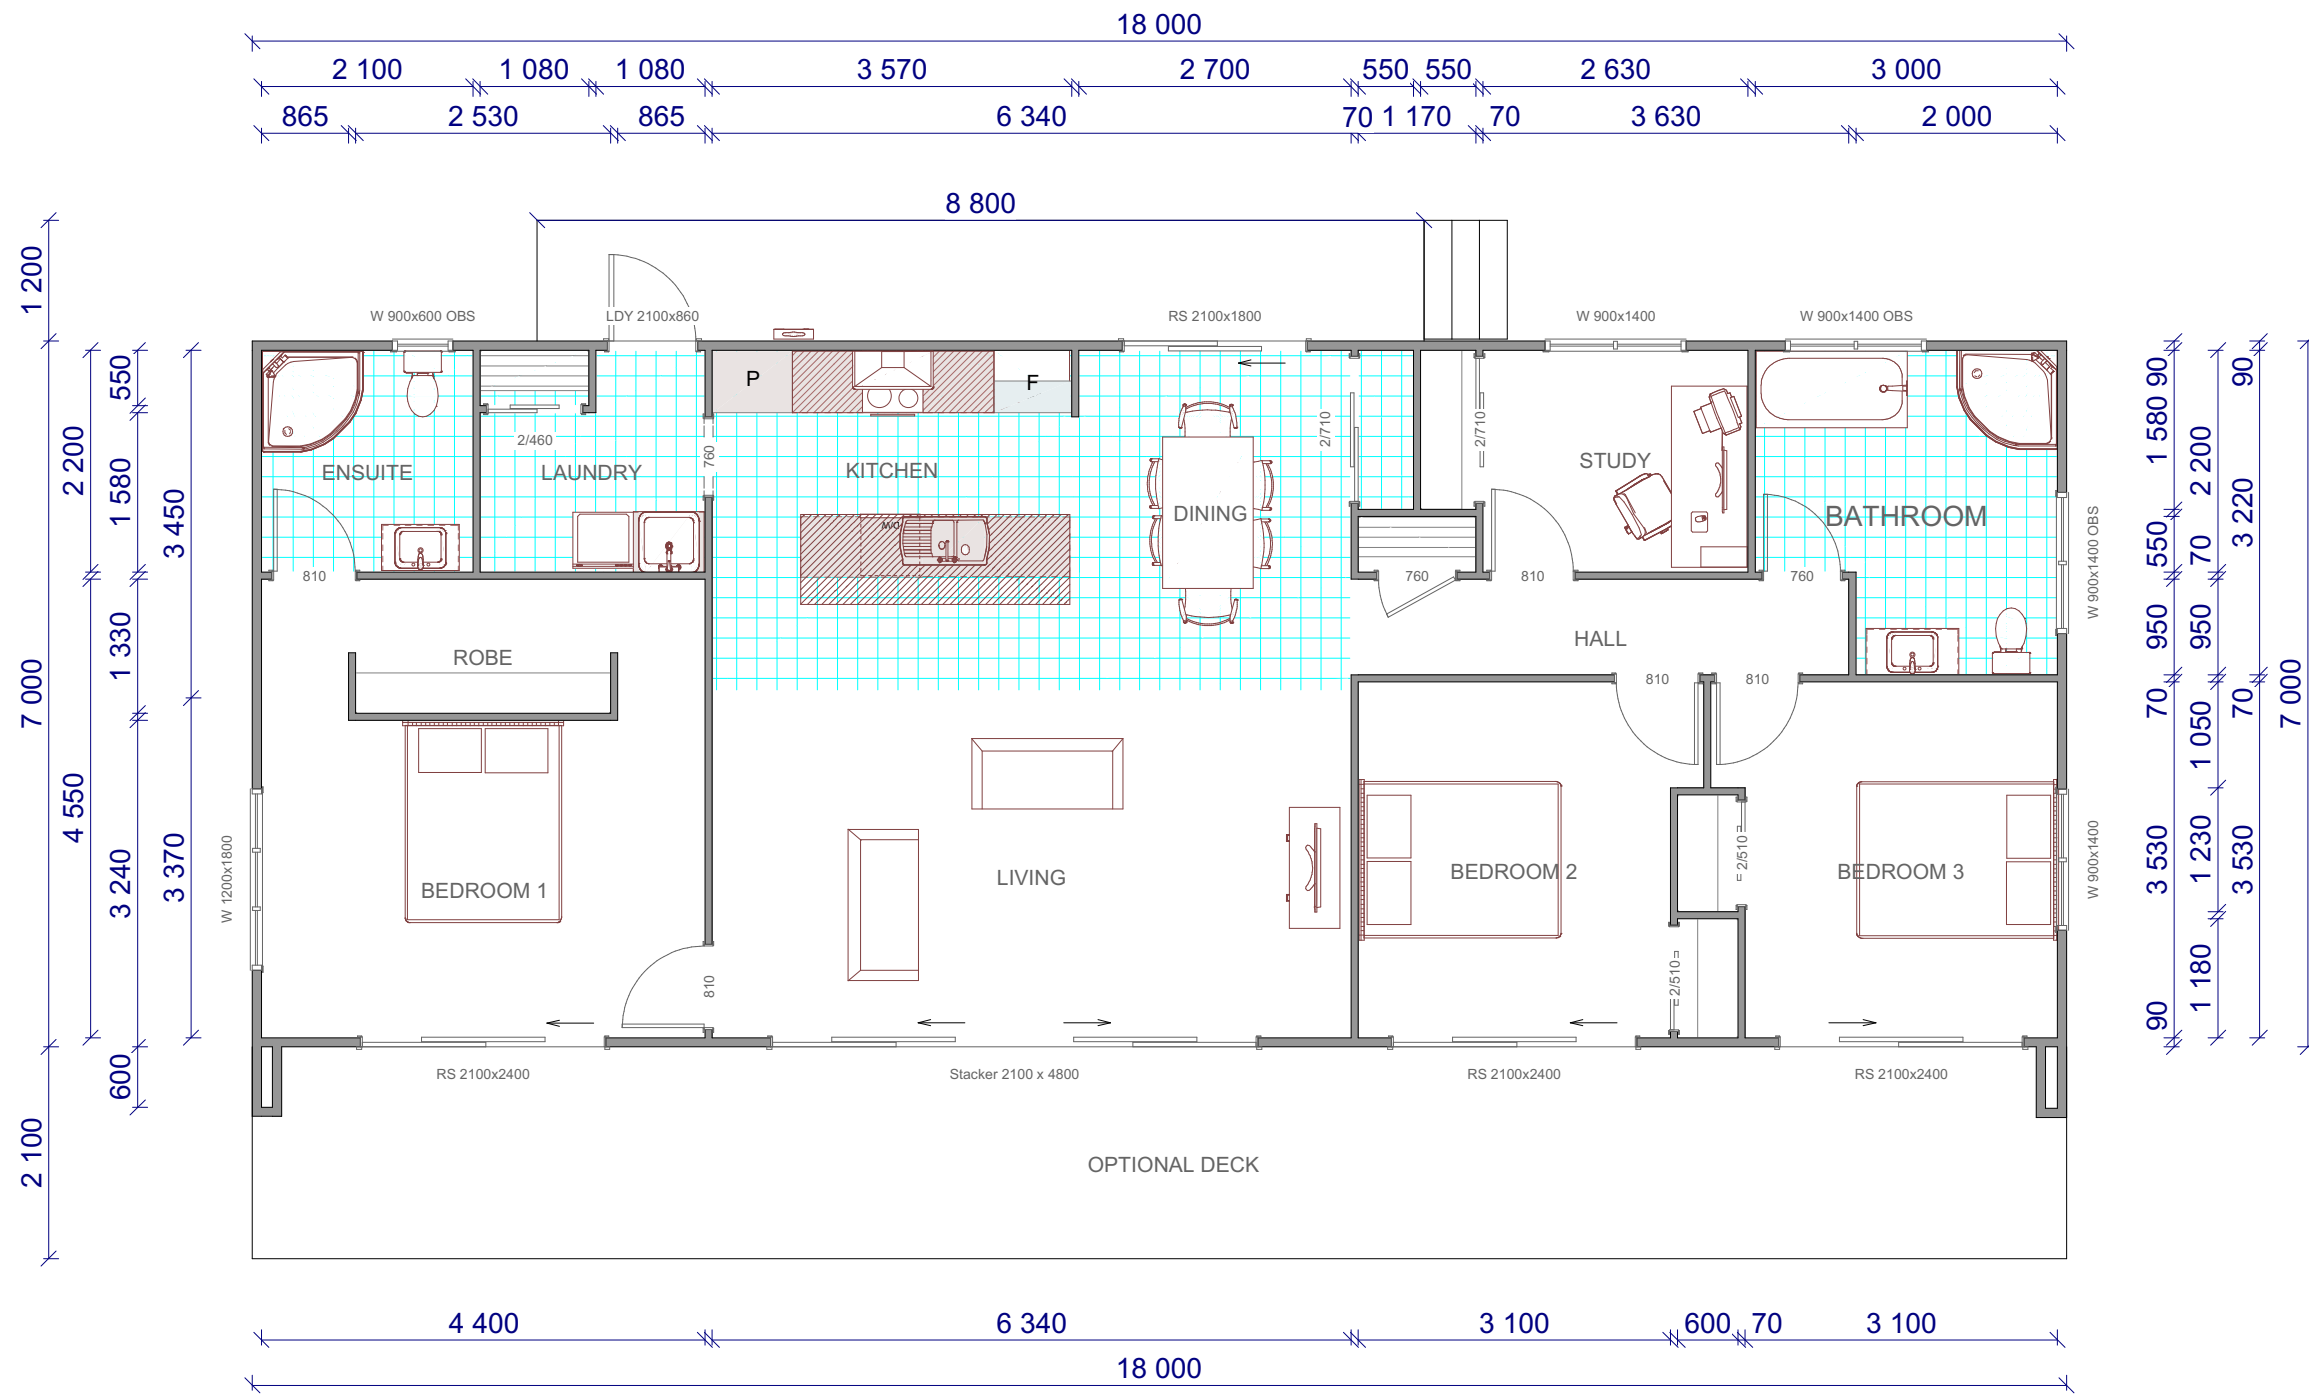 18 000
2 100 1 080 1 080 3 570 2 700 550 550 2 630 3 000
865 2 530 865 6 340 70 1 170 70 3 630 2 000
8 800
1 200
W 900x600 OBS LDY 2100x860 RS 2100x1800 W 900x1400 W 900x1400 OBS
P F
2/460 760 2/710 2/710
ENSUITE LAUNDRY KITCHEN DINING STUDY BATHROOM
810 760 810 760
W 900x1400 OBS
HALL
ROBE
810 810
BEDROOM 1 LIVING BEDROOM 2 BEDROOM 3
2/510
2/510
810
W 1200x1800
W 900x1400
RS 2100x2400 Stacker 2100 x 4800 RS 2100x2400 RS 2100x2400
OPTIONAL DECK
7 000
2 100
2 200
4 550
550
1 580
1 330
3 240
600
3 450
3 370
90
1 580
550
950
70
3 530
90
2 200
70
950
1 050
1 230
1 180
90
3 220
70
3 530
7 000
4 400 6 340 3 100 600 70 3 100
18 000